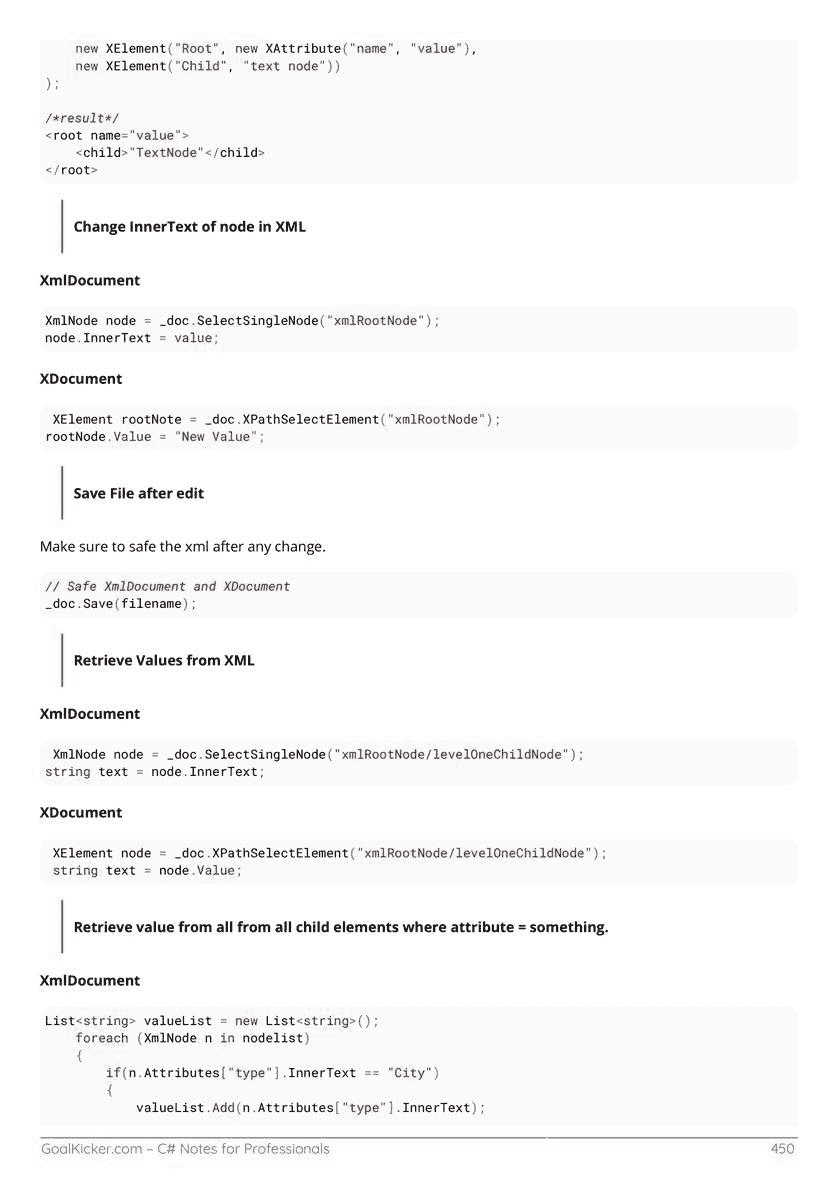 new XElement("Root", new XAttribute("name", "value"),
    new XElement("Child", "text node"))
);

/*result*/
<root name="value">
    <child>"TextNode"</child>
</root>
Change InnerText of node in XML
XmlDocument
XmlNode node = _doc.SelectSingleNode("xmlRootNode");
node.InnerText = value;
XDocument
 XElement rootNote = _doc.XPathSelectElement("xmlRootNode");
rootNode.Value = "New Value";
Save File after edit
Make sure to safe the xml after any change.
// Safe XmlDocument and XDocument
_doc.Save(filename);
Retrieve Values from XML
XmlDocument
 XmlNode node = _doc.SelectSingleNode("xmlRootNode/levelOneChildNode");
string text = node.InnerText;
XDocument
 XElement node = _doc.XPathSelectElement("xmlRootNode/levelOneChildNode");
 string text = node.Value;
Retrieve value from all from all child elements where attribute = something.
XmlDocument
List<string> valueList = new List<string>();
    foreach (XmlNode n in nodelist)
    {
        if(n.Attributes["type"].InnerText == "City")
        {
            valueList.Add(n.Attributes["type"].InnerText);
GoalKicker.com – C# Notes for Professionals 450